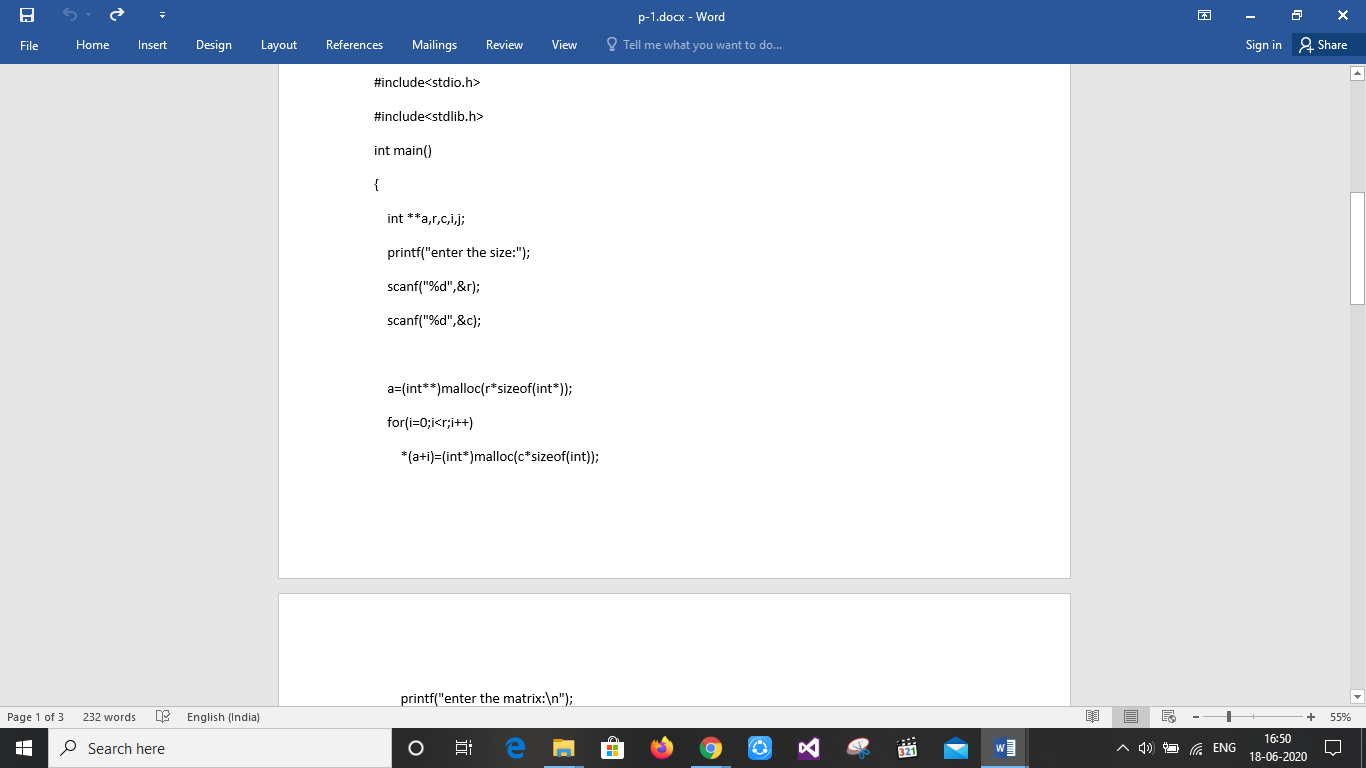 p-1.docx - Word
File Home Insert Design Layout References Mailings Review View Tell me what you want to do... Sign in Share
#include<stdio.h>
#include<stdlib.h>
int main()
{
int **a,r,c,i,j;
printf("enter the size:");
scanf("%d",&r);
scanf("%d",&c);
a=(int**)malloc(r*sizeof(int*));
for(i=0;i<r;i++)
*(a+i)=(int*)malloc(c*sizeof(int));
printf("enter the matrix:\n");
Page 1 of 3 232 words English (India) 55%
Search here 321 W ENG 16:50
18-06-2020